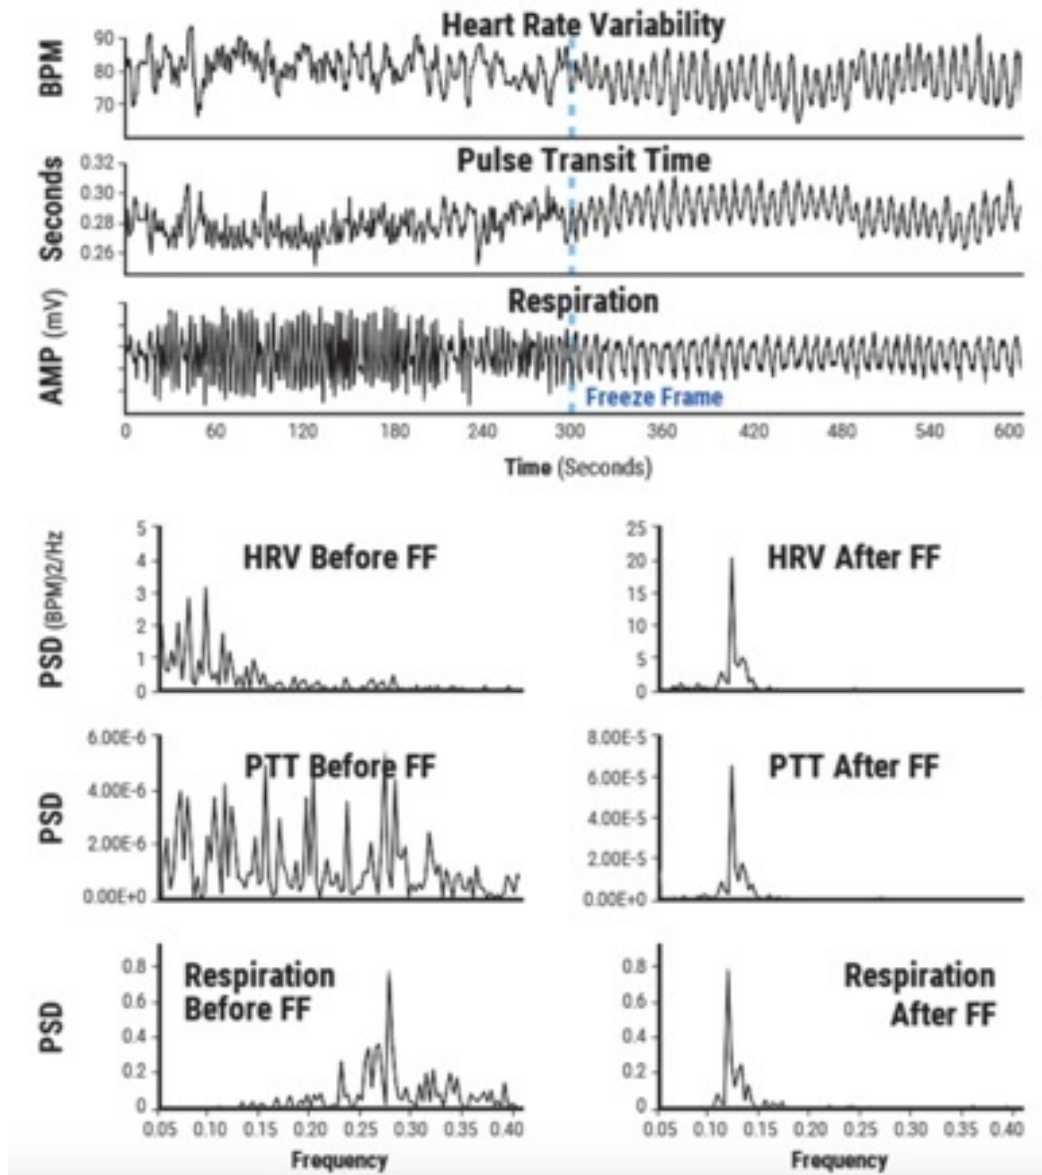 Heart Rate Variability
BPM
90
80
70
Pulse Transit Time
Seconds
0.32
0.30
0.28
0.26
Respiration
AMP (mV)
Freeze Frame
0 60 120 180 240 300 360 420 480 540 600
Time (Seconds)
HRV Before FF
PSD (BPM)2/Hz
5
4
3
2
1
0
HRV After FF
25
20
15
10
5
0
PTT Before FF
PSD
6.00E-6
4.00E-6
2.00E-6
0.00E+0
PTT After FF
8.00E-5
6.00E-5
4.00E-5
2.00E-5
0.00E+0
Respiration
Before FF
PSD
0.8
0.6
0.4
0.2
0
0.05 0.10 0.15 0.20 0.25 0.30 0.35 0.40
Frequency
Respiration
After FF
0.8
0.6
0.4
0.2
0
0.05 0.10 0.15 0.20 0.25 0.30 0.35 0.40
Frequency